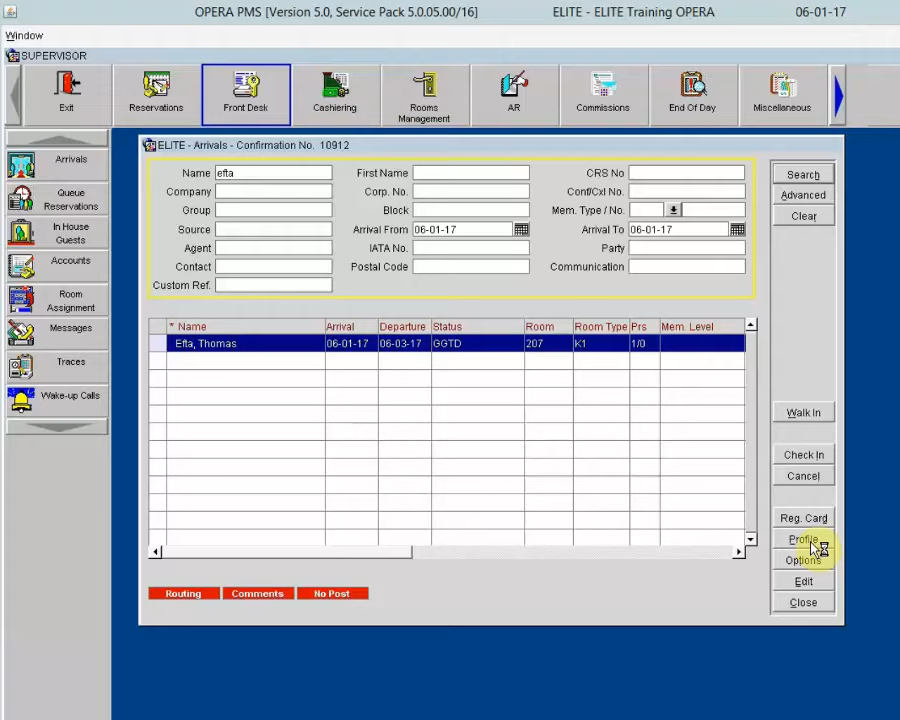 OPERA PMS [Version 5.0, Service Pack 5.0.05.00/16] ELITE - ELITE Training OPERA 06-01-17
Window
SUPERVISOR
Exit Reservations Front Desk Cashiering Rooms Management AR Commissions End Of Day Miscellaneous
Arrivals
Queue Reservations
In House Guests
Accounts
Room Assignment
Messages
Traces
Wake-up Calls
ELITE - Arrivals - Confirmation No. 10912
Name efta First Name CRS No
Company Corp. No. Conf/Cxl No.
Group Block Mem. Type / No.
Source Arrival From 06-01-17 Arrival To 06-01-17
Agent IATA No. Party
Contact Postal Code Communication
Custom Ref.
* Name Arrival Departure Status Room Room Type Prs Mem. Level
Efta, Thomas 06-01-17 06-03-17 GGTD 207 K1 1/0
Routing Comments No Post
Search
Advanced
Clear
Walk In
Check In
Cancel
Reg. Card
Profile
Options
Edit
Close